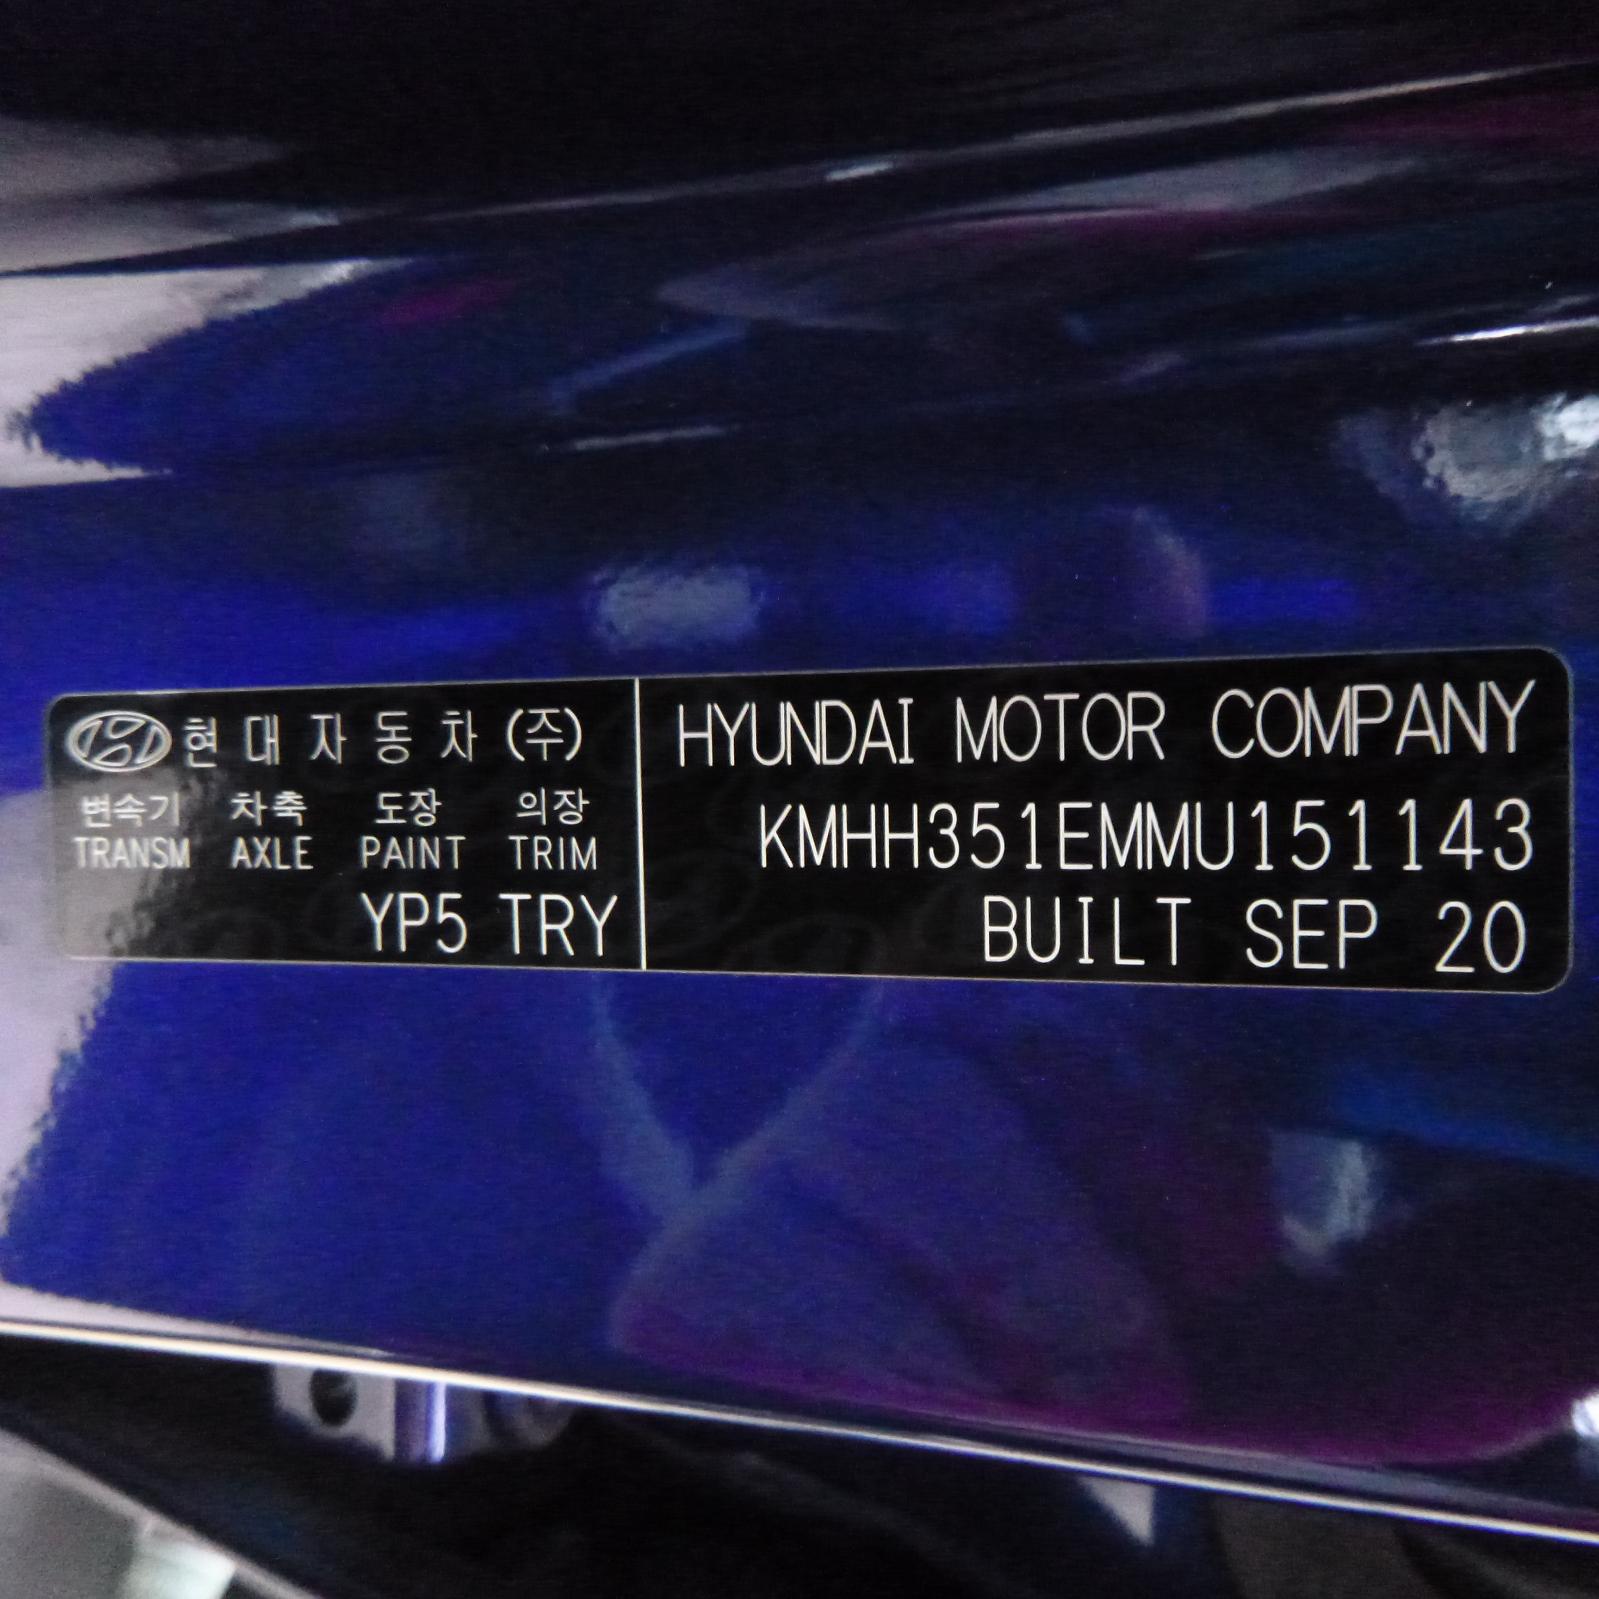 현대자동차(주)
변속기 차축 도장 의장
TRANSM AXLE PAINT TRIM
YP5 TRY
HYUNDAI MOTOR COMPANY
KMHH351EMMU151143
BUILT SEP 20